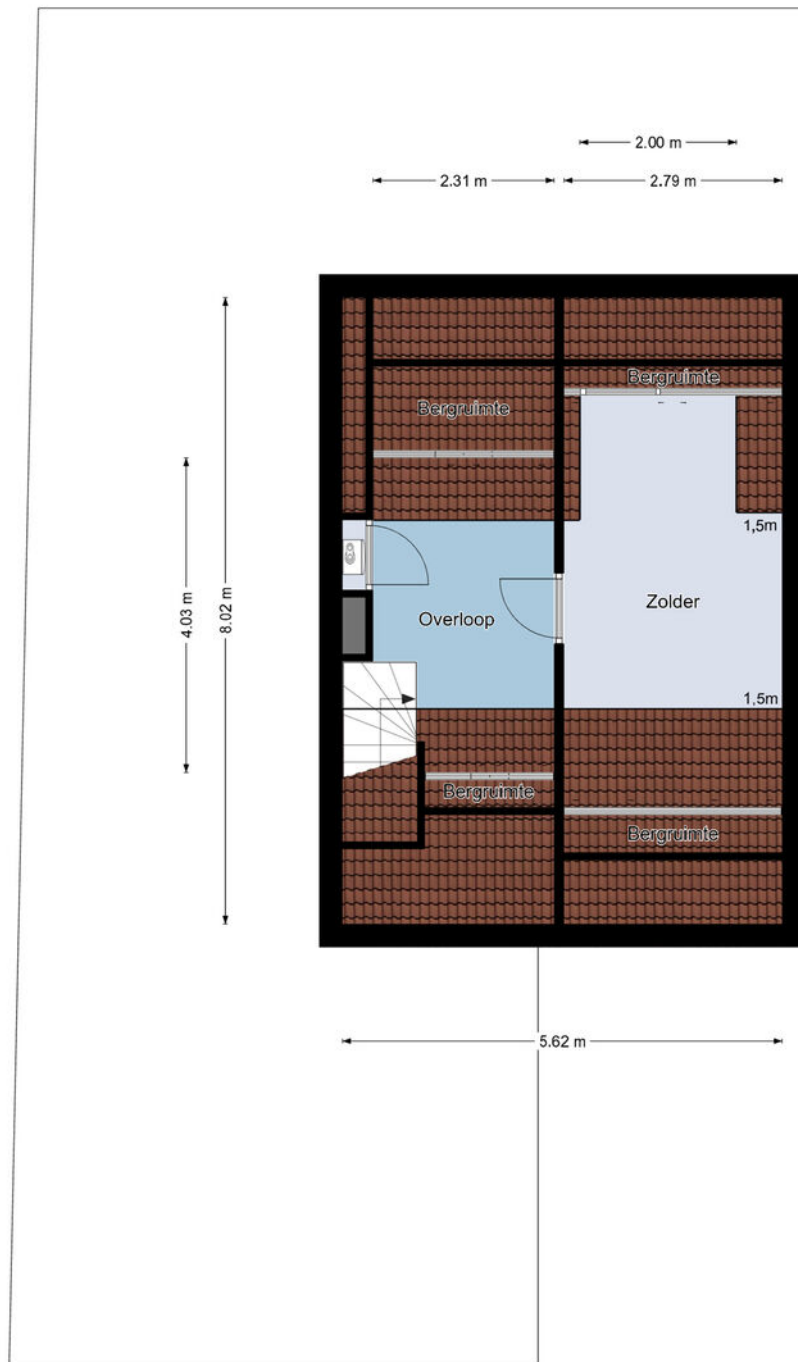 2.00 m
2.31 m
2.79 m
Bergruimte
Bergruimte
4.03 m
8.02 m
1,5m
Overloop
Zolder
1,5m
Bergruimte
Bergruimte
5.62 m